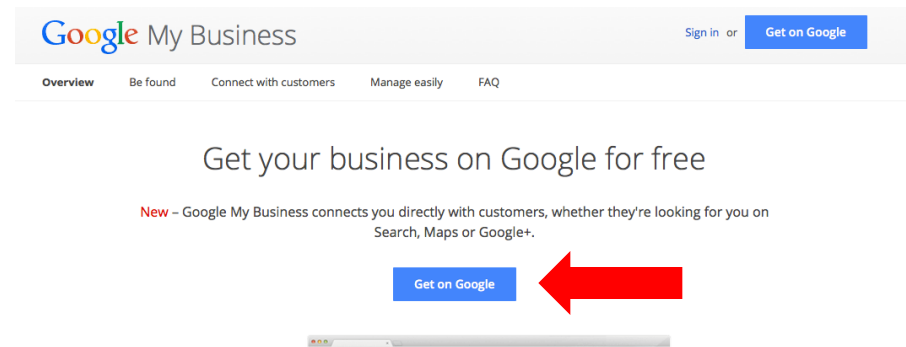 Google My Business
Sign in or Get on Google
Overview Be found Connect with customers Manage easily FAQ
Get your business on Google for free
New – Google My Business connects you directly with customers, whether they're looking for you on
Search, Maps or Google+.
Get on Google